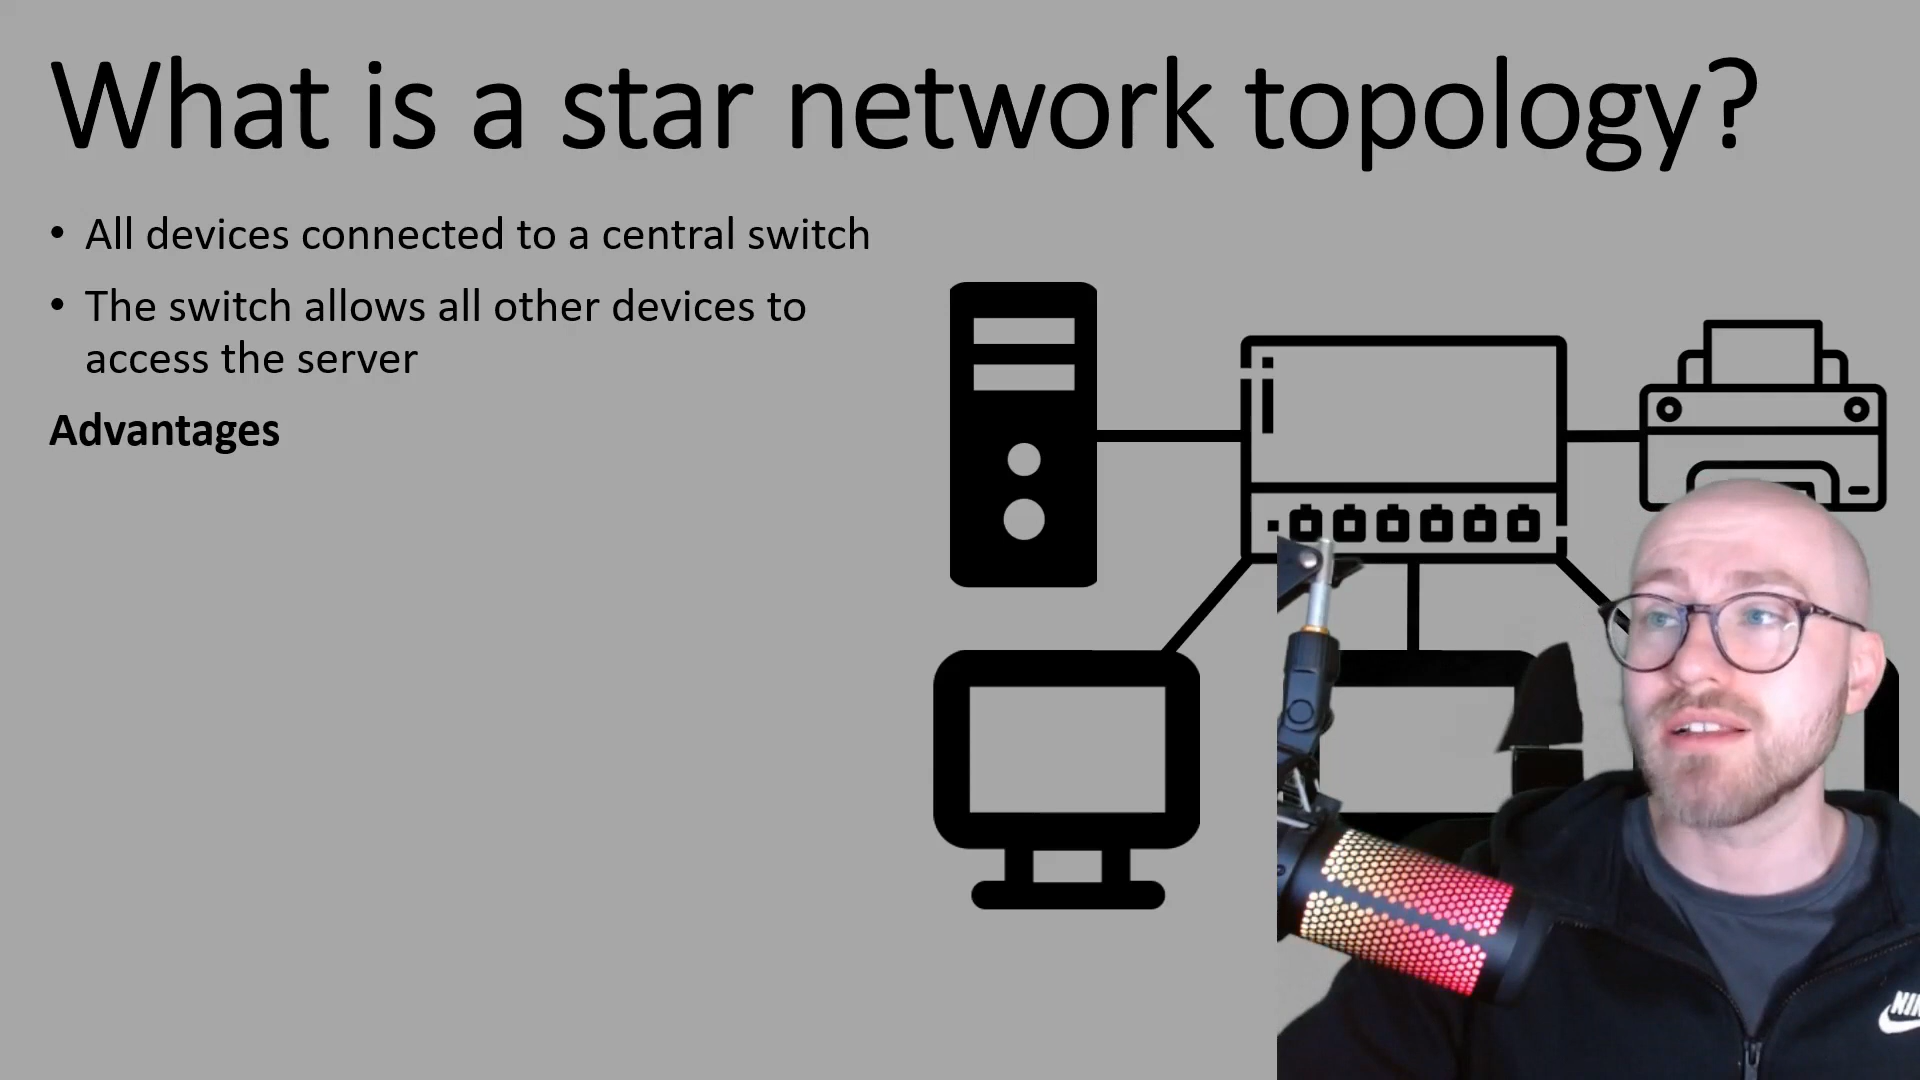 What is a star network topology?
• All devices connected to a central switch
• The switch allows all other devices to
access the server
Advantages